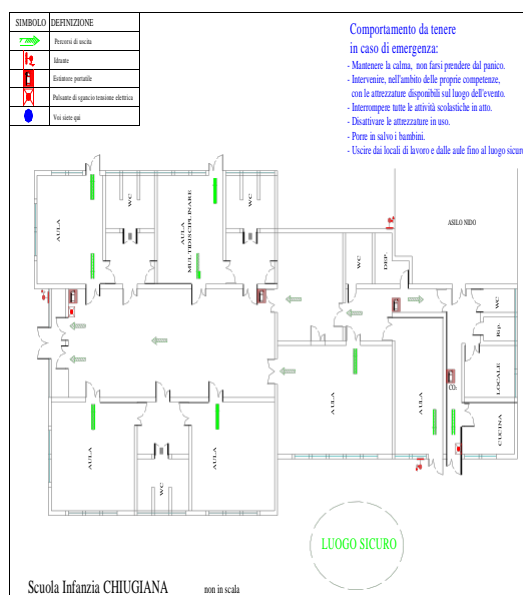 SIMBOLO DEFINIZIONE
Percorsi di uscita
Idrante
Estintore portatile
Pulsante di sgancio tensione elettrica
Voi siete qui
Comportamento da tenere
in caso di emergenza:
- Mantenere la calma, non farsi prendere dal panico.
- Intervenire, nell'ambito delle proprie competenze,
con le attrezzature disponibili sul luogo dell'evento.
- Interrompere tutte le attività scolastiche in atto.
- Disattivare le attrezzature in uso.
- Porre in salvo i bambini.
- Uscire dai locali di lavoro e dalle aule fino al luogo sicuro
AULA
WC
AULA
MULTIDISCIPLINARE
WC
ASILO NIDO
WC
DEP.
WC
Rip.
LOCALE
CO₂
CUCINA
AULA
AULA
AULA
WC
AULA
LUOGO SICURO
Scuola Infanzia CHIUGIANA
non in scala